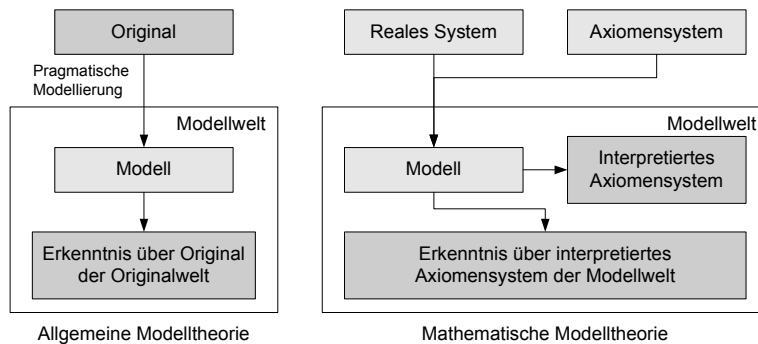 Original
Pragmatische
Modellierung
Modellwelt
Modell
Erkenntnis über Original
der Originalwelt
Allgemeine Modelltheorie
Reales System
Axiomensystem
Modellwelt
Modell
Interpretiertes
Axiomensystem
Erkenntnis über interpretiertes
Axiomensystem der Modellwelt
Mathematische Modelltheorie